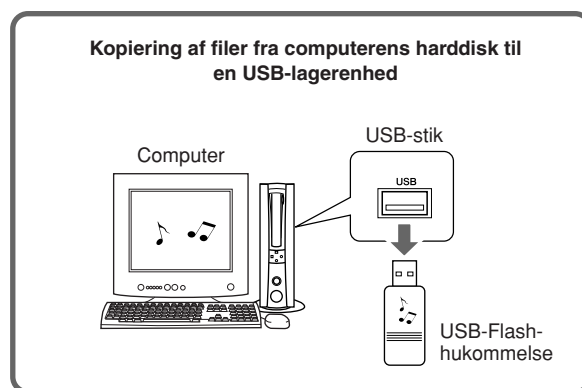 Kopiering af filer fra computerens harddisk til
en USB-lagerenhed
USB-stik
Computer
USB
USB-Flash-
hukommelse